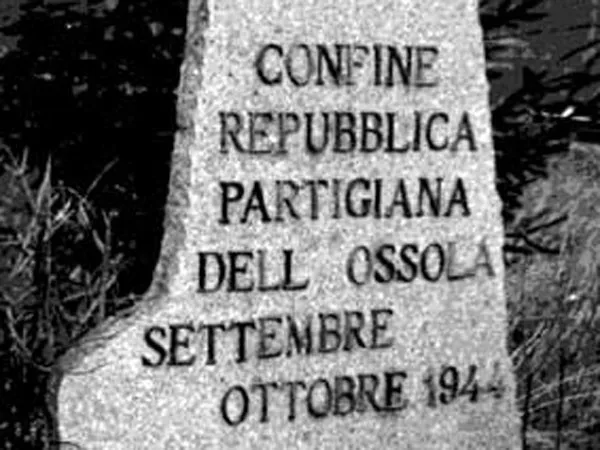 CONFINE
REPUBBLICA
PARTIGIANA
DELL OSSOLA
SETTEMBRE
OTTOBRE 1944